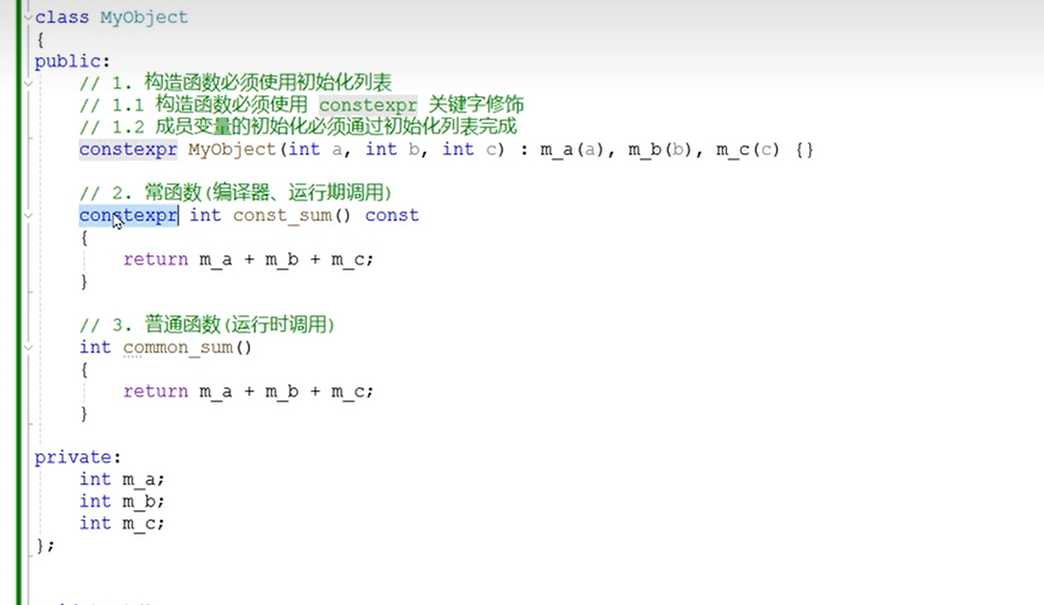 class MyObject
{
public:
// 1. 构造函数必须使用初始化列表
// 1.1 构造函数必须使用 constexpr 关键字修饰
// 1.2 成员变量的初始化必须通过初始化列表完成
constexpr MyObject(int a, int b, int c) : m_a(a), m_b(b), m_c(c) {}
// 2. 常函数(编译器、运行期调用)
constexpr int const_sum() const
{
return m_a + m_b + m_c;
}
// 3. 普通函数(运行时调用)
int common_sum()
{
return m_a + m_b + m_c;
}
private:
int m_a;
int m_b;
int m_c;
};